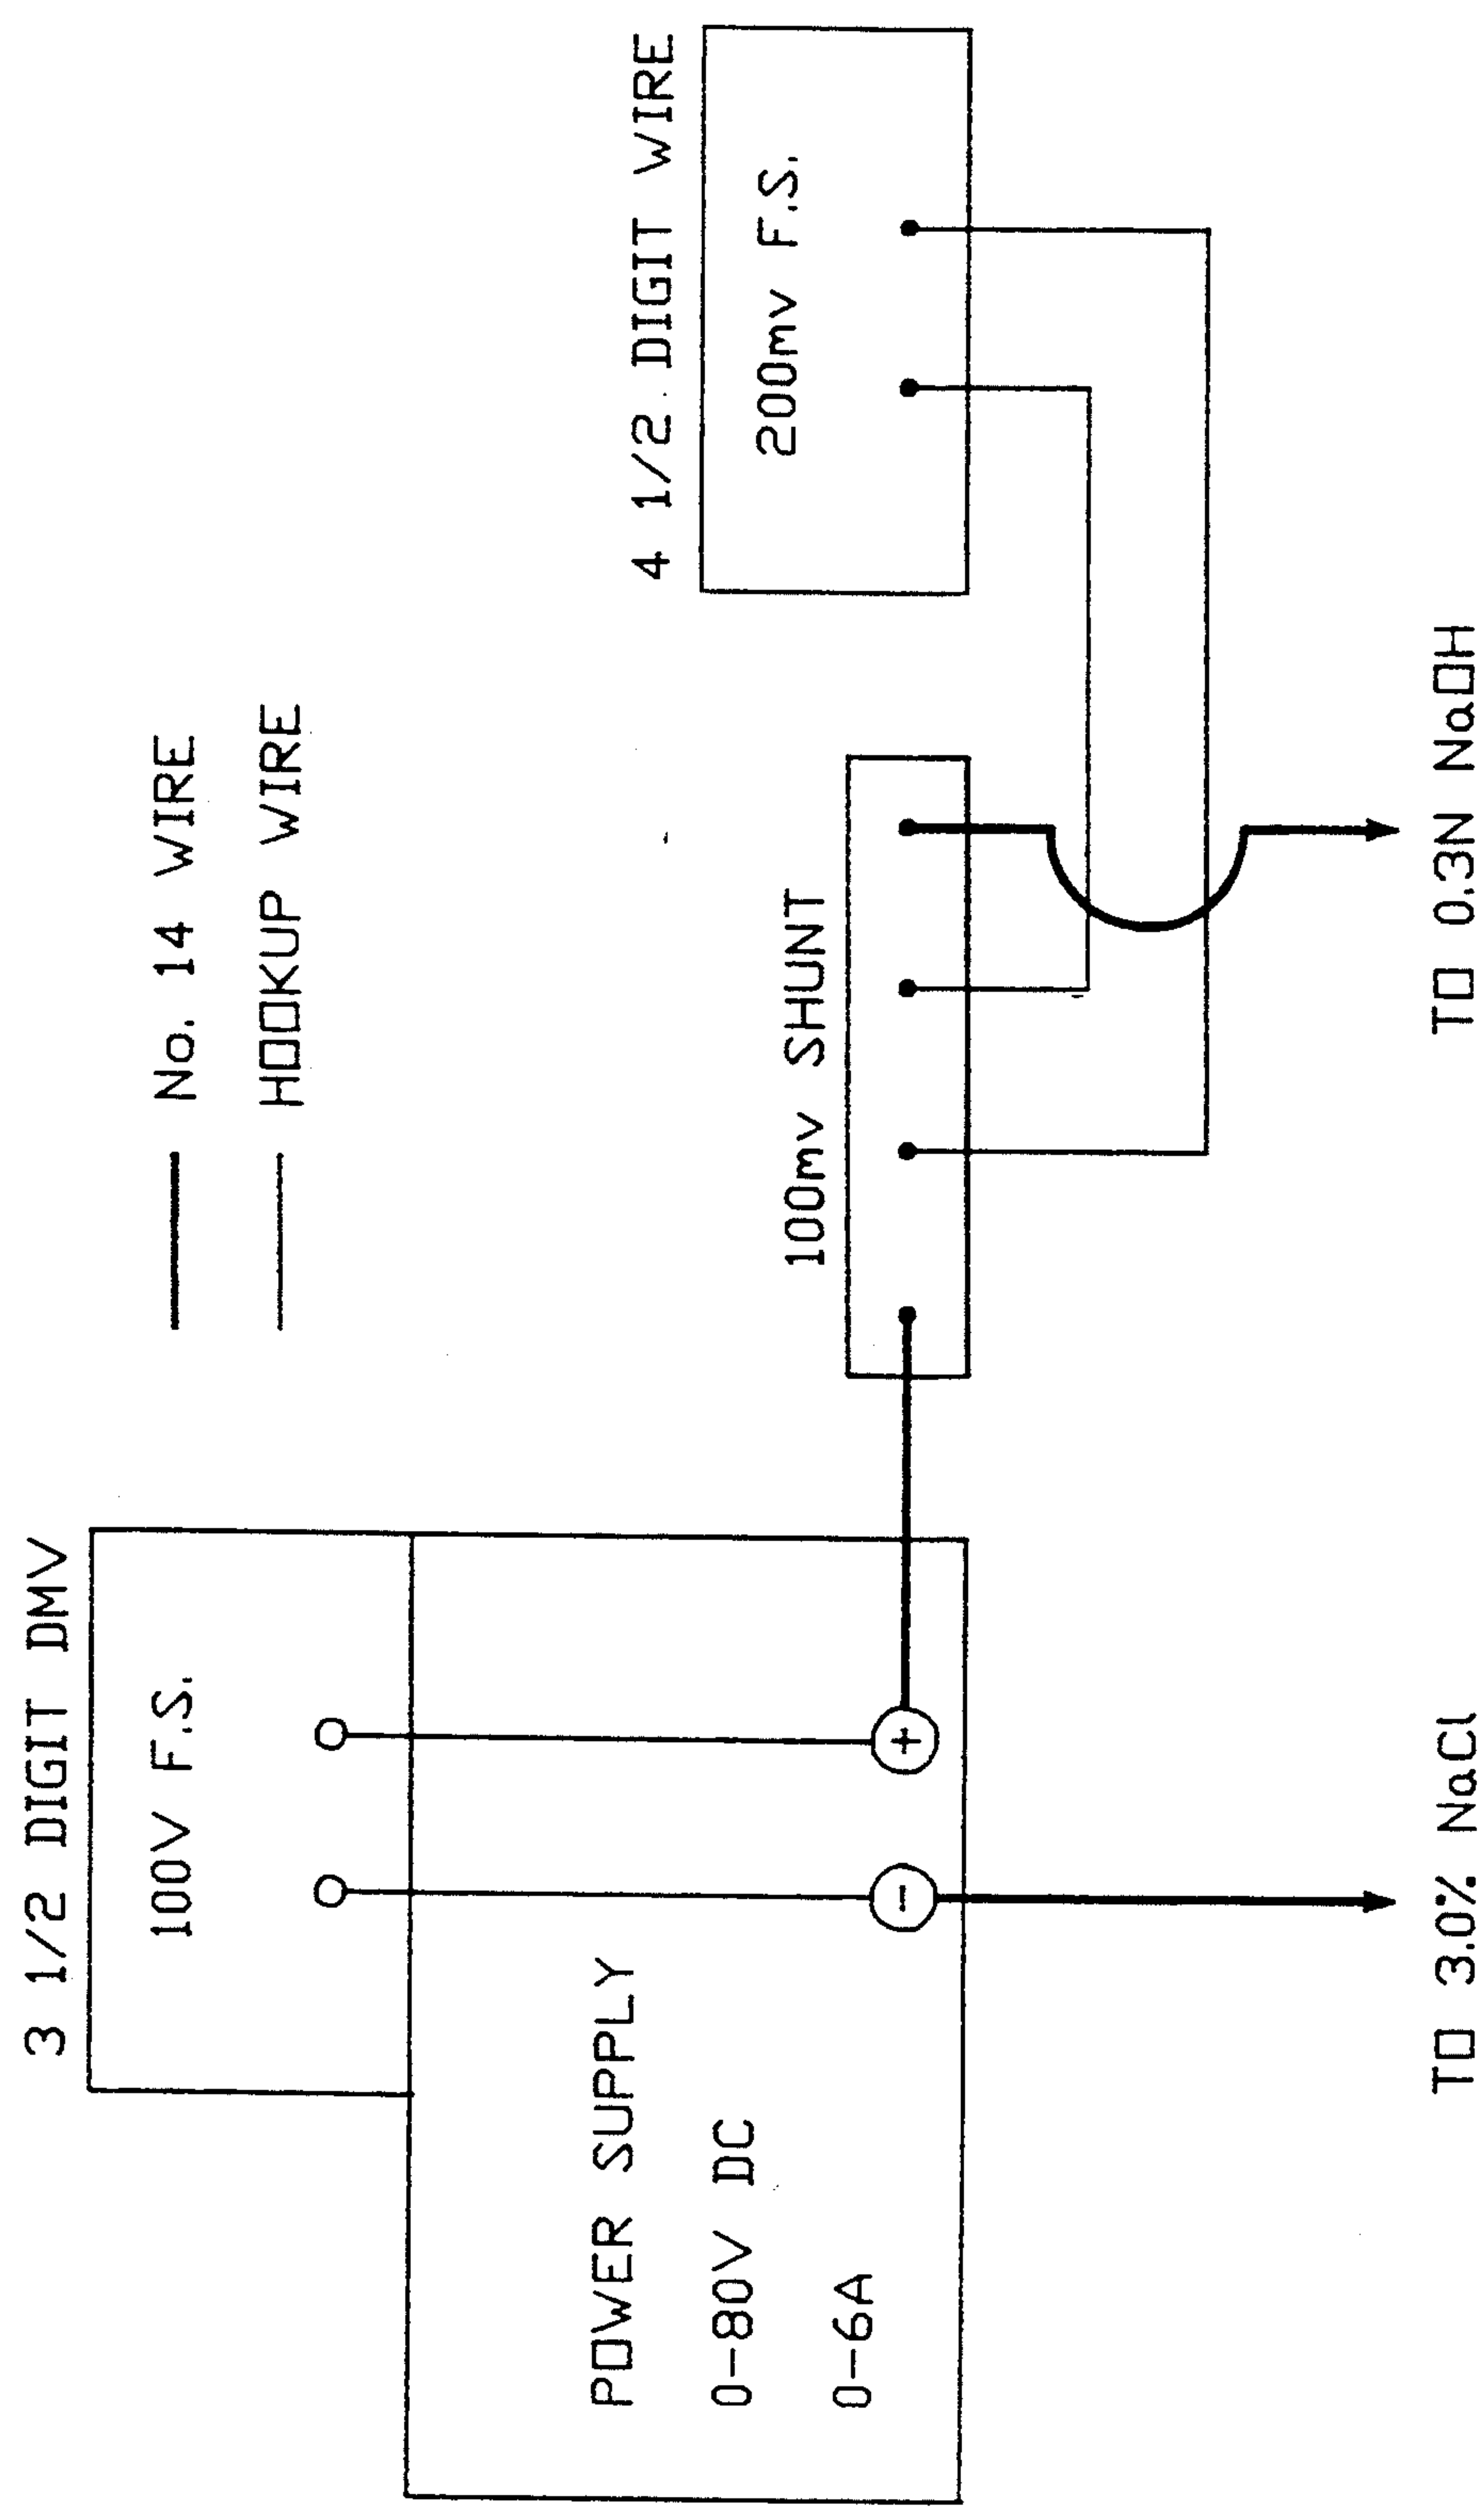 No. 14 WIRE
HOOKUP WIRE
3 1/2 DIGIT DMV
100V F.S.
POWER SUPPLY
0-80V DC
0-6A
-
+
100mv SHUNT
4 1/2 DIGIT WIRE
200mv F.S.
TO 3.0% NaCl
TO 0.3N NaOH